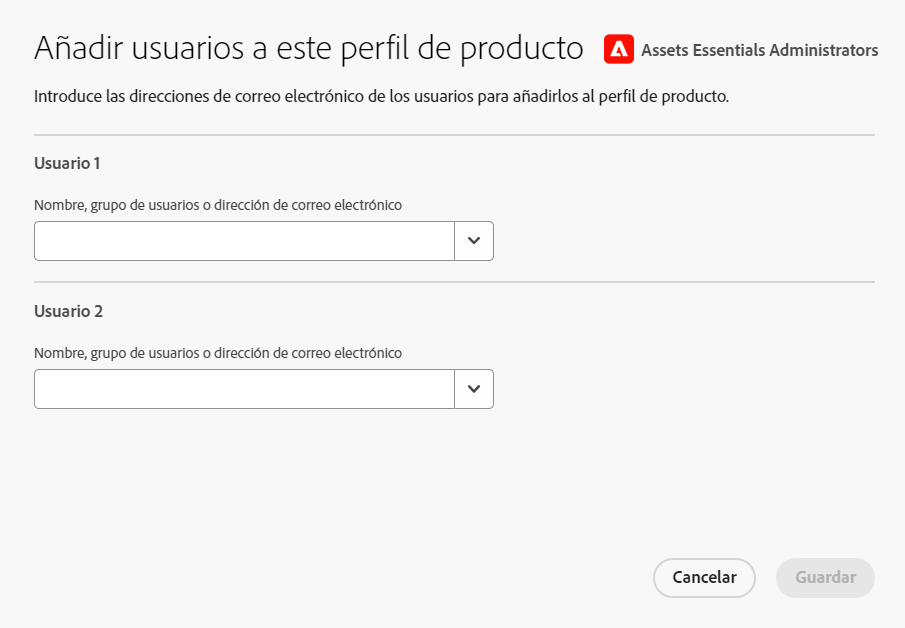 Añadir usuarios a este perfil de producto Assets Essentials Administrators
Introduce las direcciones de correo electrónico de los usuarios para añadirlos al perfil de producto.
Usuario 1
Nombre, grupo de usuarios o dirección de correo electrónico
Usuario 2
Nombre, grupo de usuarios o dirección de correo electrónico
Cancelar Guardar